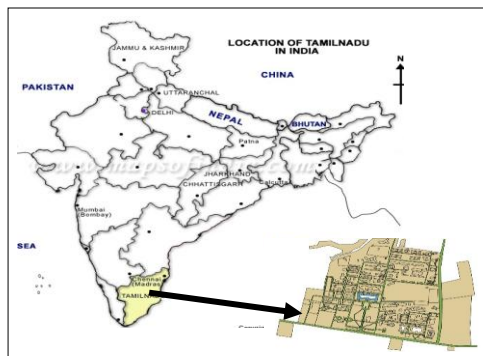 JAMMU & KASHMIR
LOCATION OF TAMILNADU
IN INDIA
N
CHINA
PAKISTAN
UTTARANCHAL
DELHI
NEPAL
BHUTAN
Patna
JHARKHAND
CHHATTISGARH
Calcutta
Mumbai
(Bombay)
SEA
Chennai
(Madras)